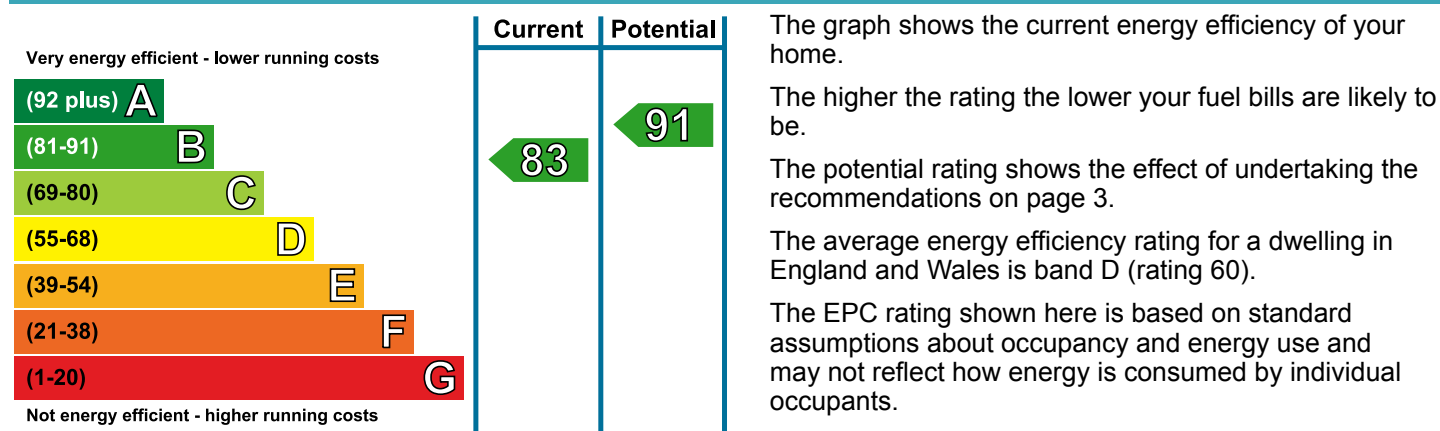 Current Potential
Very energy efficient - lower running costs
(92 plus) A
(81-91) B
(69-80) C
(55-68) D
(39-54) E
(21-38) F
(1-20) G
Not energy efficient - higher running costs
83
91
The graph shows the current energy efficiency of your
home.
The higher the rating the lower your fuel bills are likely to
be.
The potential rating shows the effect of undertaking the
recommendations on page 3.
The average energy efficiency rating for a dwelling in
England and Wales is band D (rating 60).
The EPC rating shown here is based on standard
assumptions about occupancy and energy use and
may not reflect how energy is consumed by individual
occupants.